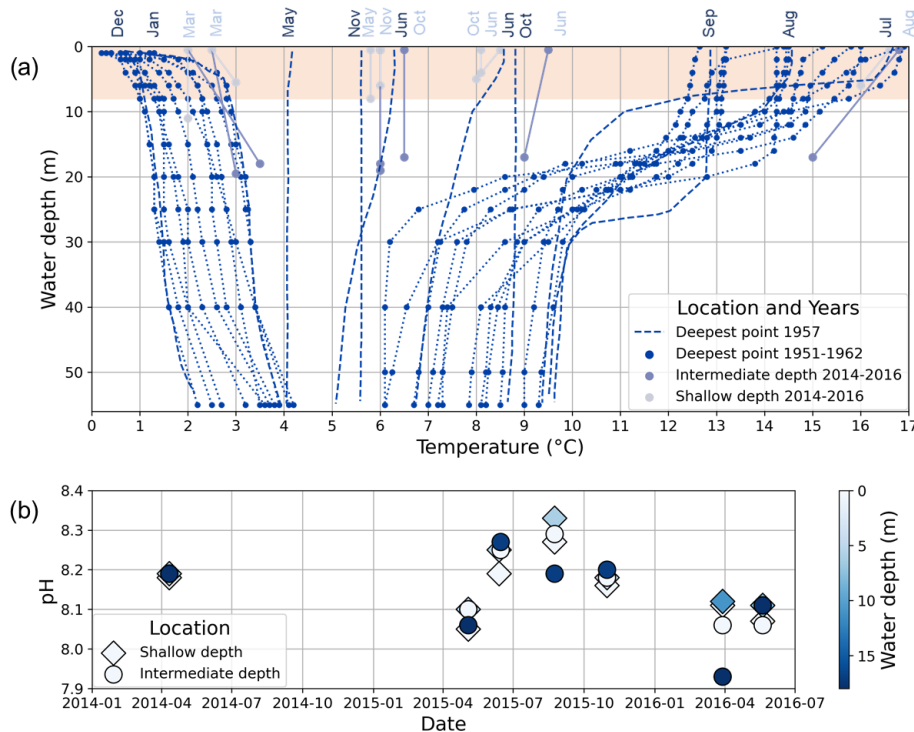 Dec Jan Mar Mar May Nov May Nov Jun Oct Oct Jun Jun Oct Jun Sep Aug Jul Aug
(a)
0
10
20
30
40
50
Water depth (m)
Location and Years
Deepest point 1957
Deepest point 1951-1962
Intermediate depth 2014-2016
Shallow depth 2014-2016
0 1 2 3 4 5 6 7 8 9 10 11 12 13 14 15 16 17
Temperature (°C)
(b)
8.4
8.3
8.2
8.1
8.0
7.9
pH
Location
Shallow depth
Intermediate depth
2014-01 2014-04 2014-07 2014-10 2015-01 2015-04 2015-07 2015-10 2016-01 2016-04 2016-07
Date
0
5
10
15
Water depth (m)